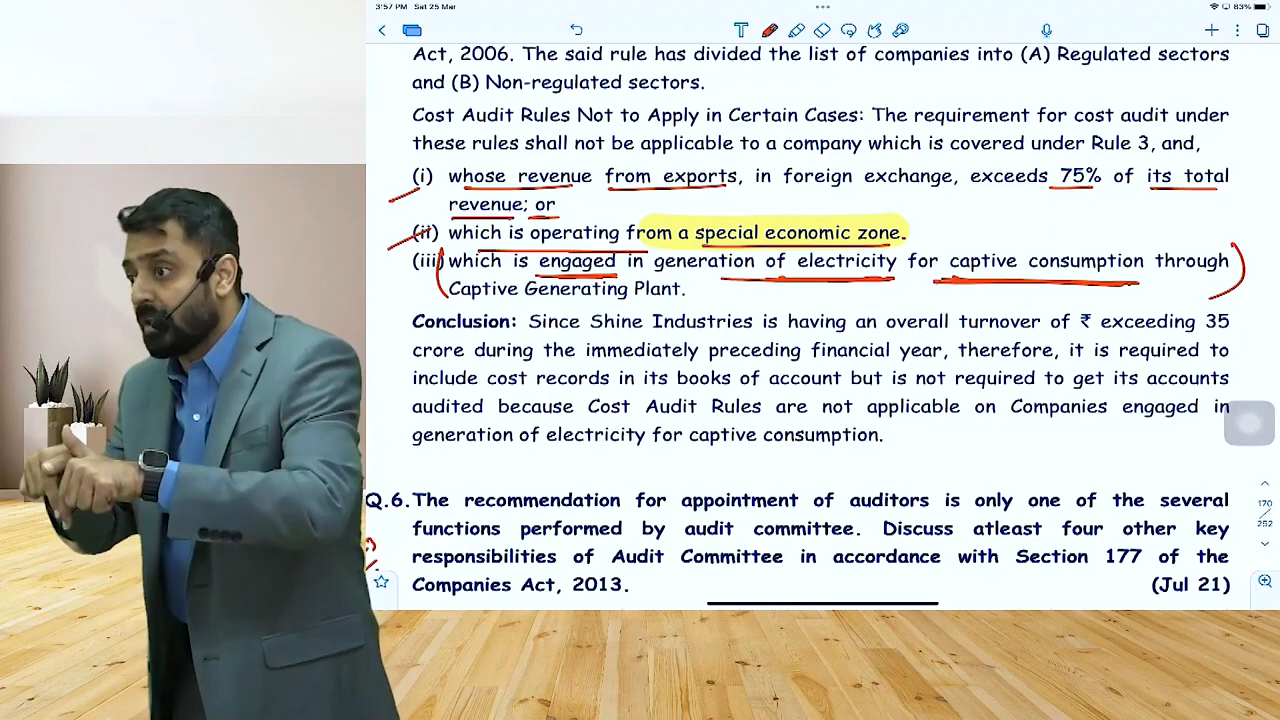 3:57 PM Sat 25 Mar
83%
Act, 2006. The said rule has divided the list of companies into (A) Regulated sectors
and (B) Non-regulated sectors.
Cost Audit Rules Not to Apply in Certain Cases: The requirement for cost audit under
these rules shall not be applicable to a company which is covered under Rule 3, and,
(i) whose revenue from exports, in foreign exchange, exceeds 75% of its total
revenue; or
(ii) which is operating from a special economic zone.
(iii) which is engaged in generation of electricity for captive consumption through
Captive Generating Plant.
Conclusion: Since Shine Industries is having an overall turnover of ₹ exceeding 35
crore during the immediately preceding financial year, therefore, it is required to
include cost records in its books of account but is not required to get its accounts
audited because Cost Audit Rules are not applicable on Companies engaged in
generation of electricity for captive consumption.
Q.6. The recommendation for appointment of auditors is only one of the several
functions performed by audit committee. Discuss atleast four other key
responsibilities of Audit Committee in accordance with Section 177 of the
Companies Act, 2013. (Jul 21)
170
252